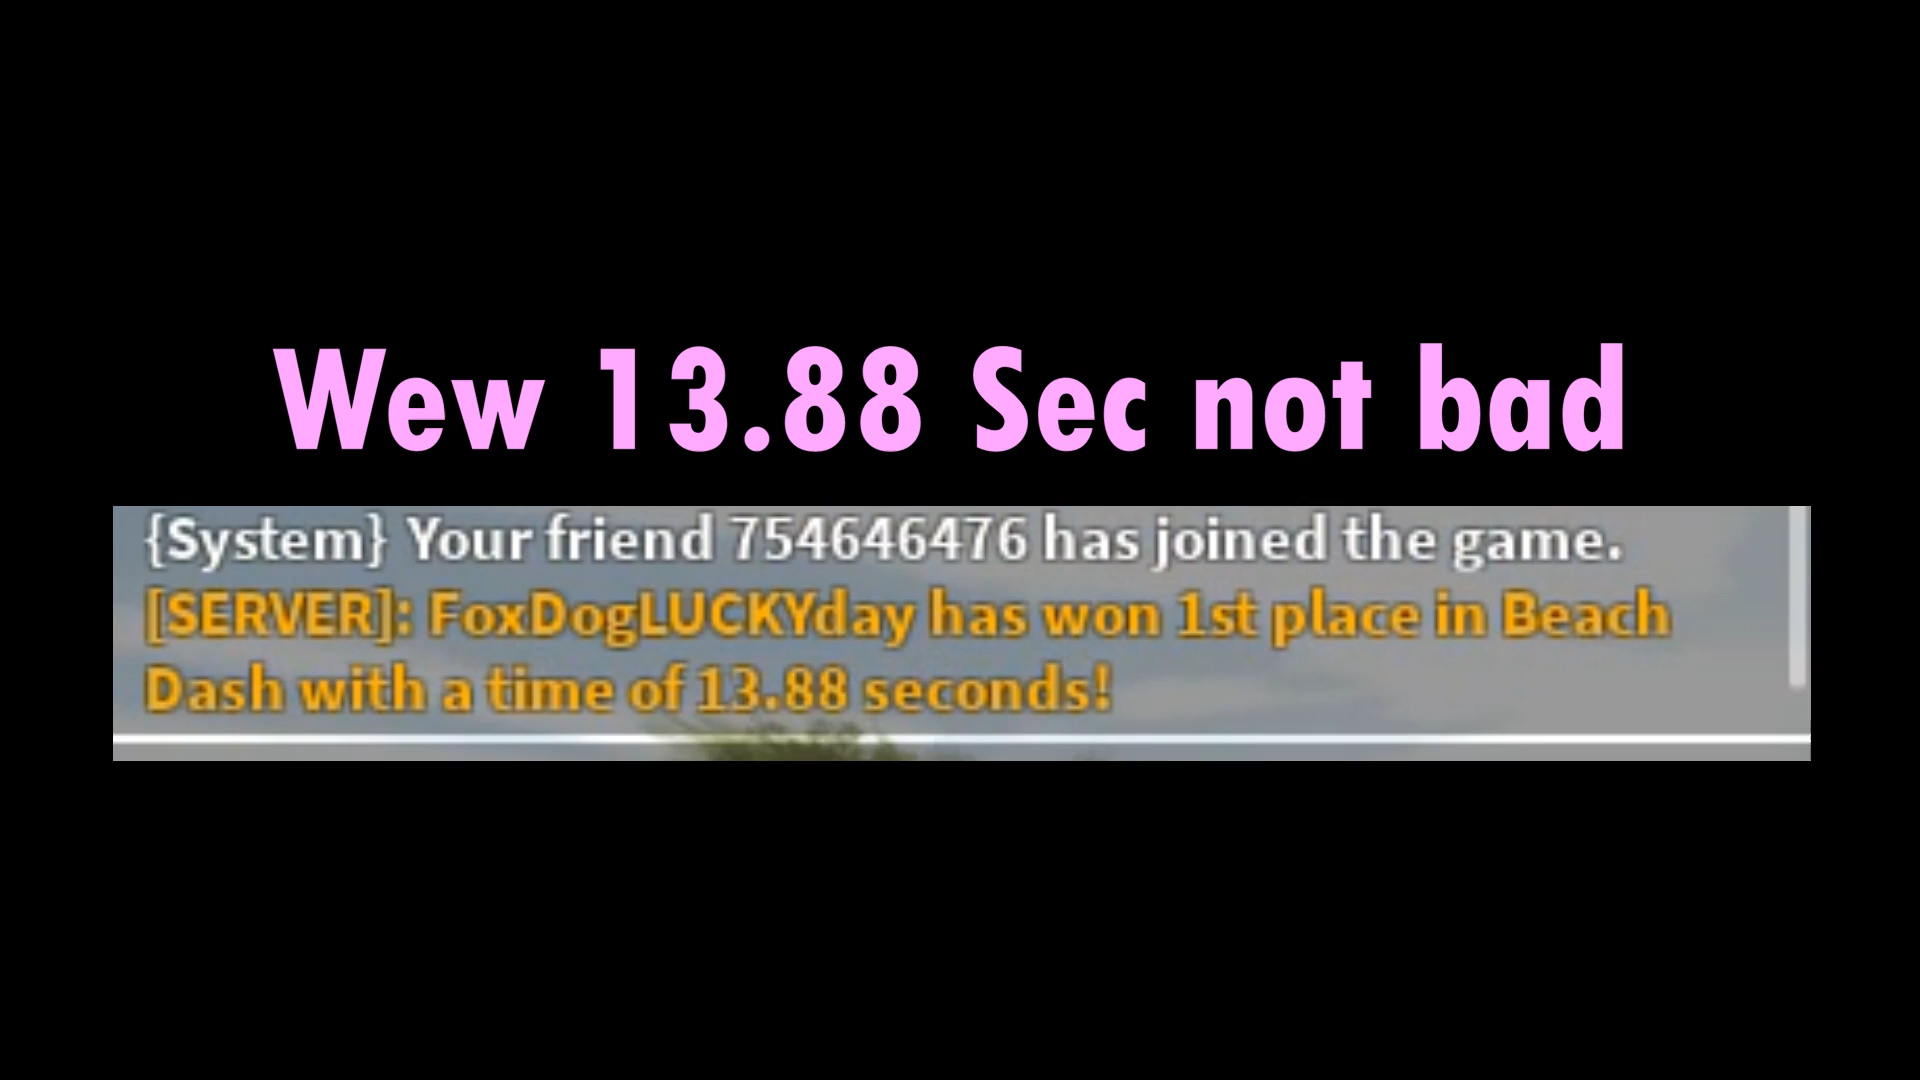 Wew 13.88 Sec not bad
{System} Your friend 754646476 has joined the game.
[SERVER]: FoxDogLUCKYday has won 1st place in Beach
Dash with a time of 13.88 seconds!